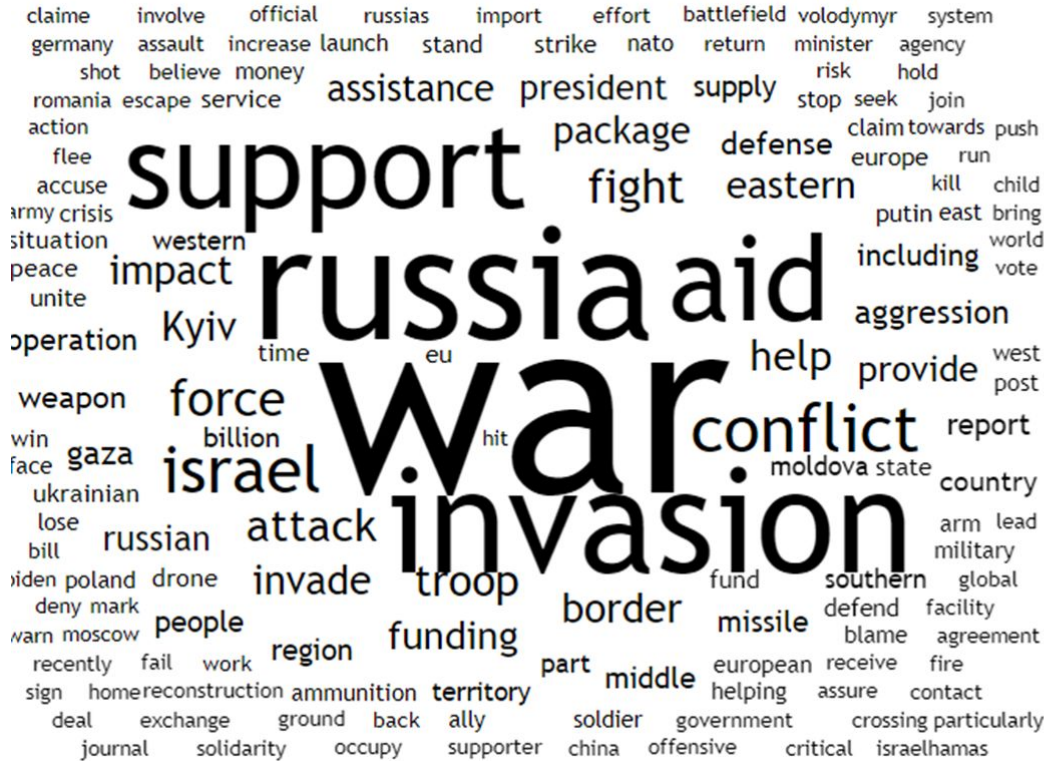 claime involve official russias import effort battlefield volodymyr system
germany assault increase launch stand strike nato return minister agency
shot believe money assistance president supply risk hold
romania escape service stop seek join
action support package defense claim towards push
flee fight eastern europe run
accuse kill child
army crisis putin east bring
situation western russia aid including world
peace impact vote
unite aggression
operation Kyiv
time eu war help provide west
post
weapon force conflict report
win billion hit
face gaza israel moldova state
ukrainian invasion country
lose attack arm lead
bill russian military
biden poland drone invade troop fund southern global
deny mark border missile defend facility
warn moscow people funding blame agreement
recently fail work region part middle european receive fire
sign home reconstruction ammunition territory helping assure contact
deal exchange ground back ally soldier government crossing particularly
journal solidarity occupy supporter china offensive critical israelhamas